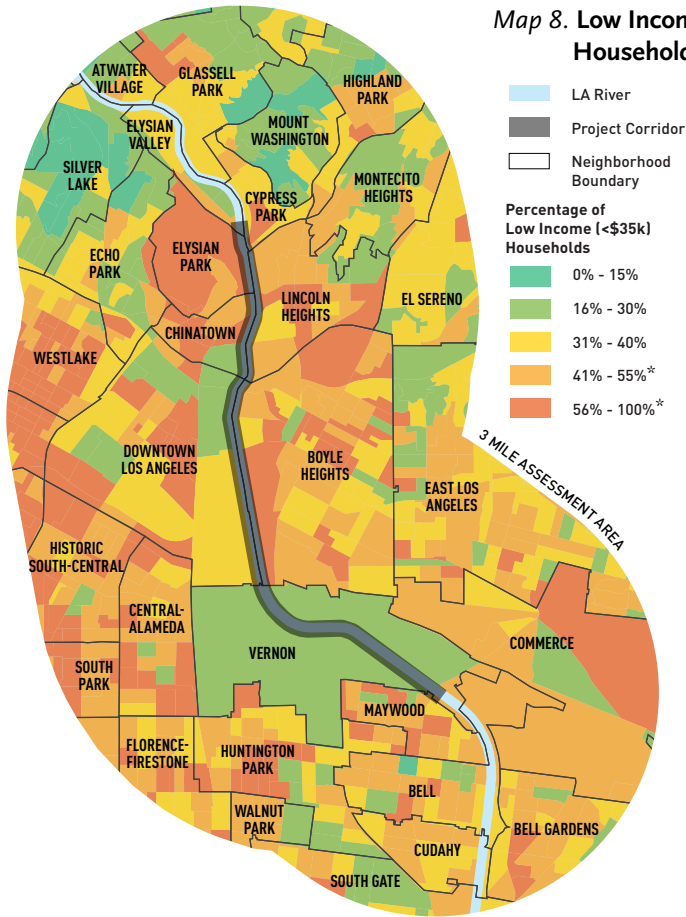 Map 8. Low Incom
Househol
LA River
Project Corridor
Neighborhood
Boundary
Percentage of
Low Income (<$35k)
Households
0% - 15%
16% - 30%
31% - 40%
41% - 55%*
56% - 100%*
3 MILE ASSESSMENT AREA
ATWATER
VILLAGE
GLASSELL
PARK
HIGHLAND
PARK
ELYSIAN
VALLEY
MOUNT
WASHINGTON
SILVER
LAKE
MONTECITO
HEIGHTS
CYPRESS
PARK
ECHO
PARK
ELYSIAN
PARK
LINCOLN
HEIGHTS
EL SERENO
CHINATOWN
WESTLAKE
DOWNTOWN
LOS ANGELES
BOYLE
HEIGHTS
EAST LOS
ANGELES
HISTORIC
SOUTH-CENTRAL
CENTRAL-
ALAMEDA
VERNON
COMMERCE
SOUTH
PARK
MAYWOOD
FLORENCE-
FIRESTONE
HUNTINGTON
PARK
BELL
WALNUT
PARK
BELL GARDENS
CUDAHY
SOUTH GATE